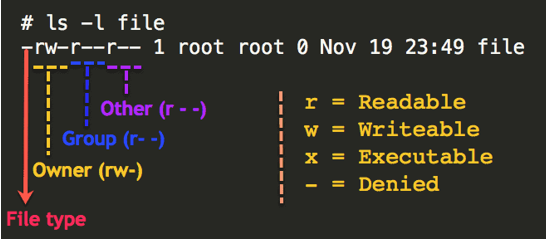 # ls -l file
-rw-r--r-- 1 root root 0 Nov 19 23:49 file
Other (r - -)
Group (r- -)
Owner (rw-)
File type
r = Readable
w = Writeable
x = Executable
- = Denied